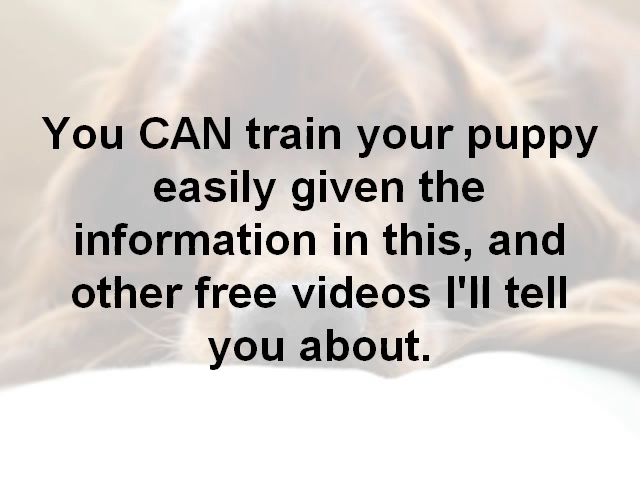 You CAN train your puppy
easily given the
information in this, and
other free videos I'll tell
you about.